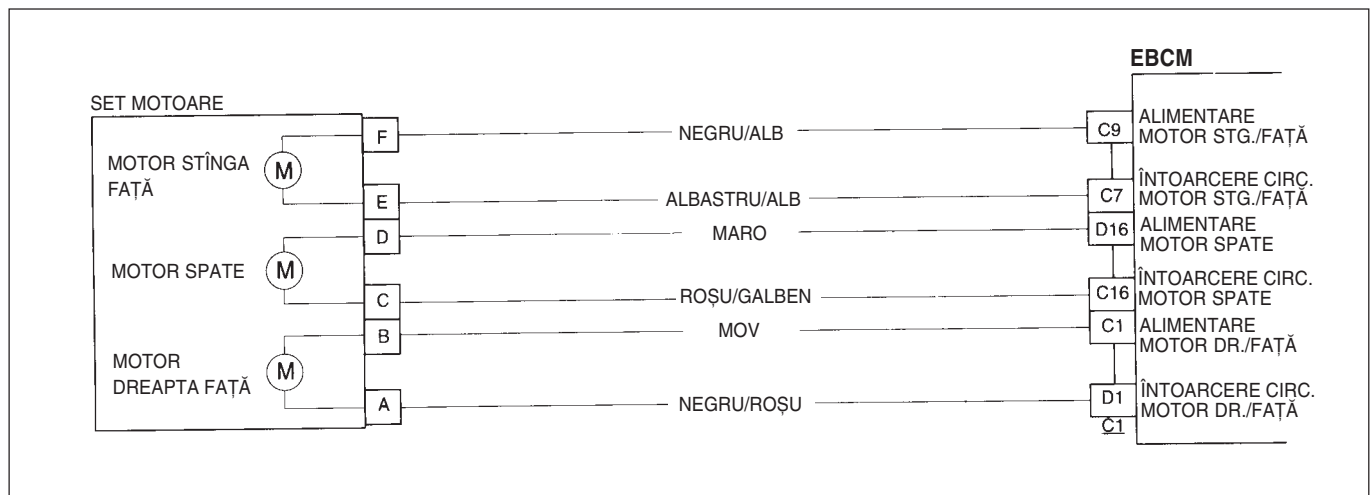 EBCM
SET MOTOARE
MOTOR STÎNGA
FAȚĂ
M
F
NEGRU/ALB
C9
ALIMENTARE
MOTOR STG./FAȚĂ
E
ALBASTRU/ALB
C7
ÎNTOARCERE CIRC.
MOTOR STG./FAȚĂ
MOTOR SPATE
M
D
MARO
D16
ALIMENTARE
MOTOR SPATE
C
ROȘU/GALBEN
C16
ÎNTOARCERE CIRC.
MOTOR SPATE
MOTOR
DREAPTA FAȚĂ
M
B
MOV
C1
ALIMENTARE
MOTOR DR./FAȚĂ
A
NEGRU/ROȘU
D1
ÎNTOARCERE CIRC.
MOTOR DR./FAȚĂ
C1